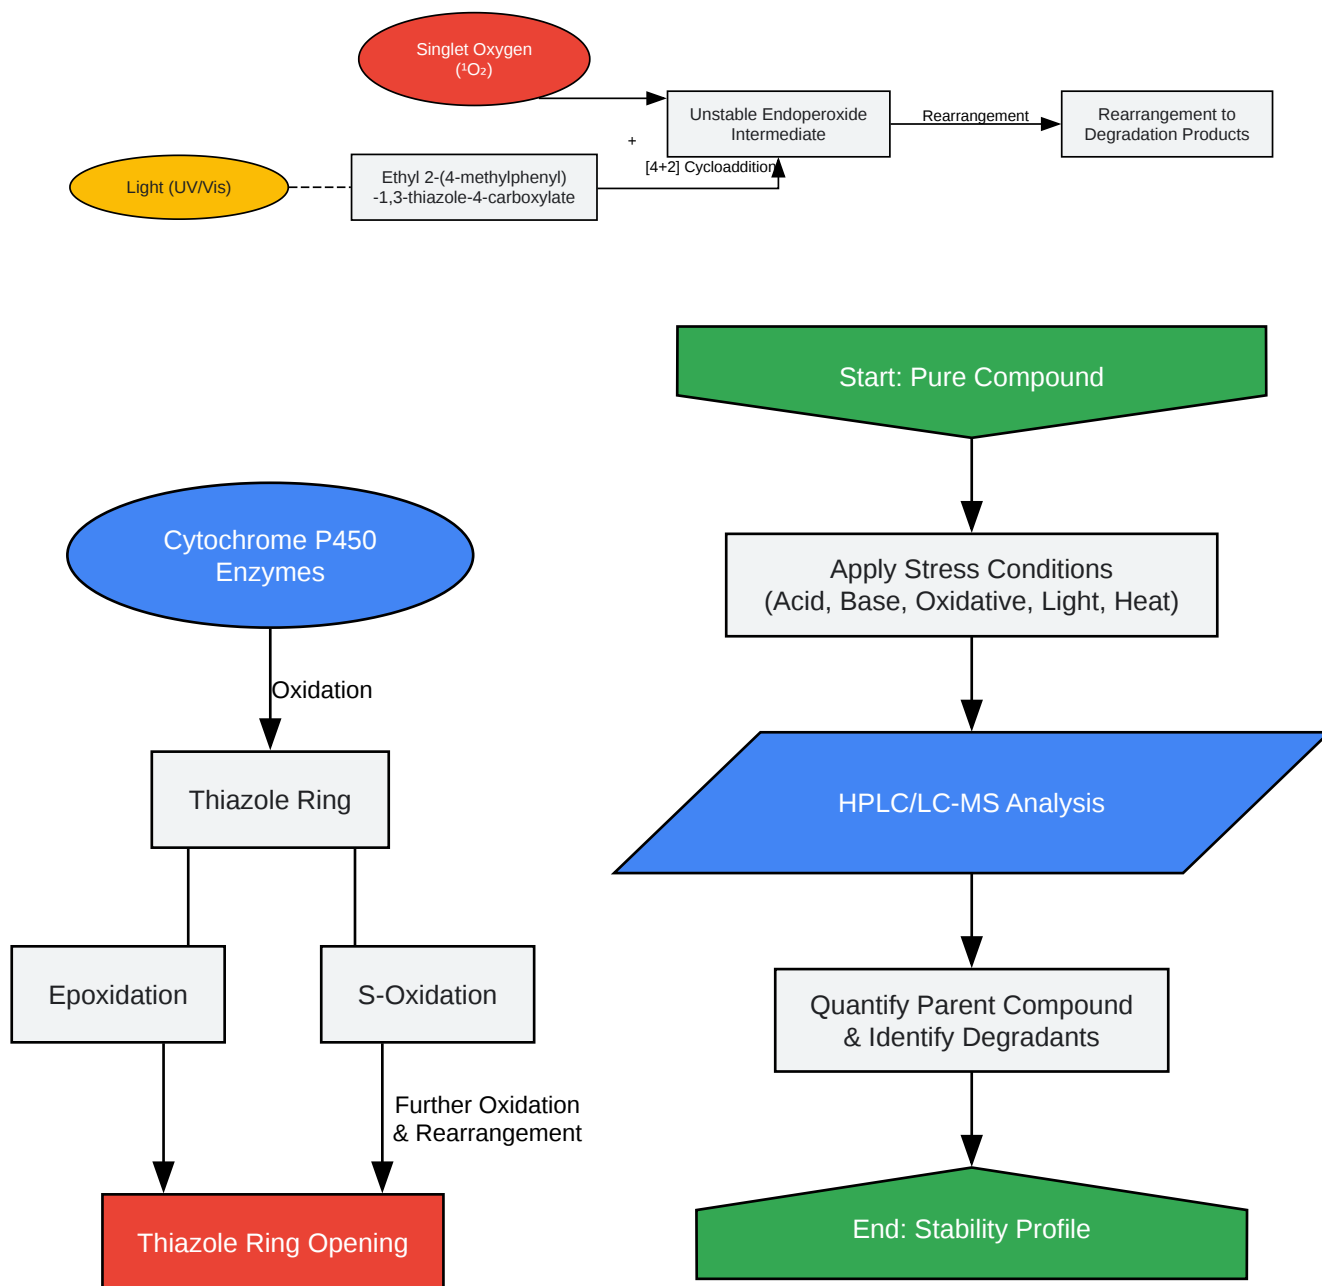 Singlet Oxygen
(¹O₂)
Unstable Endoperoxide
Intermediate
Rearrangement
Rearrangement to
Degradation Products
+
[4+2] Cycloaddition
Light (UV/Vis)
Ethyl 2-(4-methylphenyl)
-1,3-thiazole-4-carboxylate
Cytochrome P450
Enzymes
Oxidation
Thiazole Ring
Epoxidation
S-Oxidation
Further Oxidation
& Rearrangement
Thiazole Ring Opening
Start: Pure Compound
Apply Stress Conditions
(Acid, Base, Oxidative, Light, Heat)
HPLC/LC-MS Analysis
Quantify Parent Compound
& Identify Degradants
End: Stability Profile